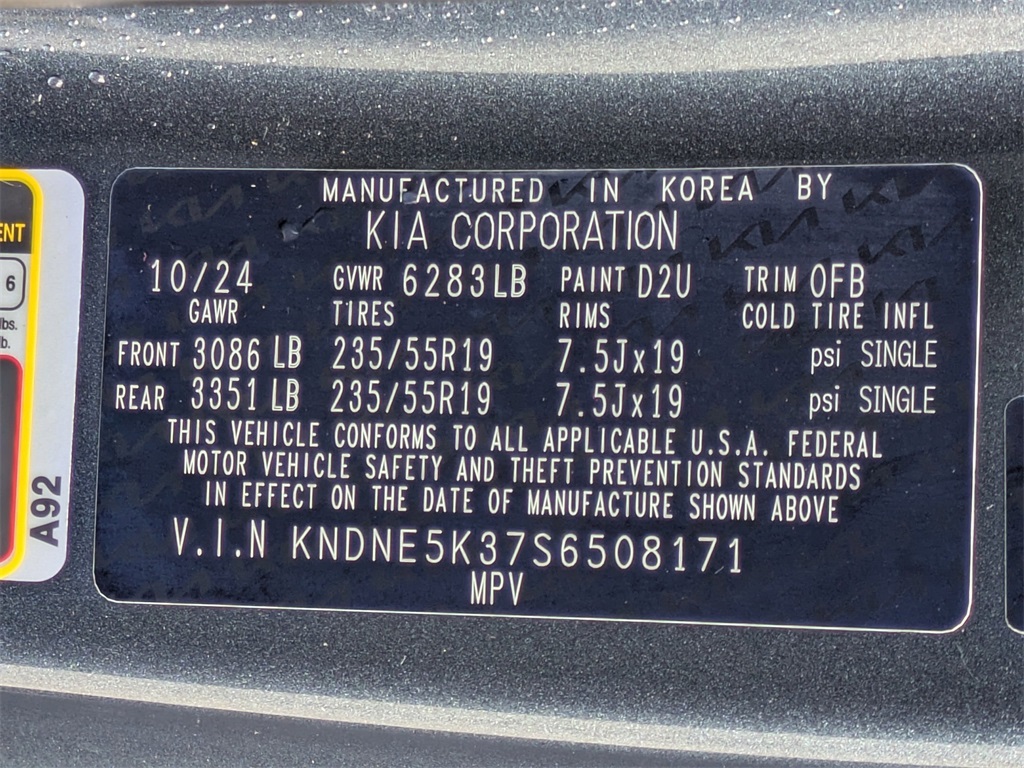 MANUFACTURED IN KOREA BY
KIA CORPORATION
10/24 GVWR 6283LB PAINT D2U TRIM OFB
GAWR TIRES RIMS COLD TIRE INFL
FRONT 3086 LB 235/55R19 7.5Jx19 psi SINGLE
REAR 3351 LB 235/55R19 7.5Jx19 psi SINGLE
THIS VEHICLE CONFORMS TO ALL APPLICABLE U.S.A. FEDERAL
MOTOR VEHICLE SAFETY AND THEFT PREVENTION STANDARDS
IN EFFECT ON THE DATE OF MANUFACTURE SHOWN ABOVE
V.I.N KNDNE5K37S6508171
MPV
ENT
6
lbs.
lb.
A92